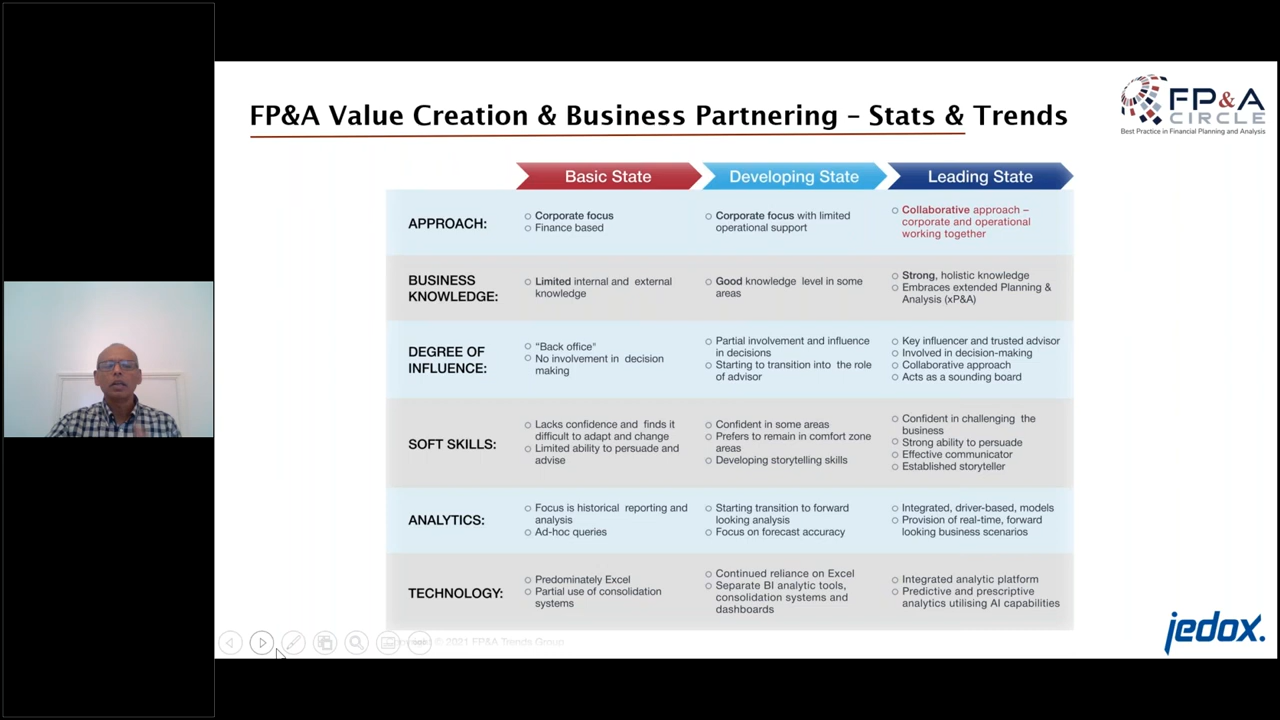 FP&A Value Creation & Business Partnering – Stats & Trends
FP&A
CIRCLE
Best Practice in Financial Planning and Analysis
Basic State
Developing State
Leading State
APPROACH:
Corporate focus
Finance based
Corporate focus with limited
operational support
Collaborative approach –
corporate and operational
working together
BUSINESS
KNOWLEDGE:
Limited internal and external
knowledge
Good knowledge level in some
areas
Strong, holistic knowledge
Embraces extended Planning &
Analysis (xP&A)
DEGREE OF
INFLUENCE:
"Back office"
No involvement in decision
making
Partial involvement and influence
in decisions
Starting to transition into the role
of advisor
Key influencer and trusted advisor
Involved in decision-making
Collaborative approach
Acts as a sounding board
SOFT SKILLS:
Lacks confidence and finds it
difficult to adapt and change
Limited ability to persuade and
advise
Confident in some areas
Prefers to remain in comfort zone
areas
Developing storytelling skills
Confident in challenging the
business
Strong ability to persuade
Effective communicator
Established storyteller
ANALYTICS:
Focus is historical reporting and
analysis
Ad-hoc queries
Starting transition to forward
looking analysis
Focus on forecast accuracy
Integrated, driver-based, models
Provision of real-time, forward
looking business scenarios
TECHNOLOGY:
Predominately Excel
Partial use of consolidation
systems
Continued reliance on Excel
Separate BI analytic tools,
consolidation systems and
dashboards
Integrated analytic platform
Predictive and prescriptive
analytics utilising AI capabilities
© 2021 FP&A Trends Group
jedox.